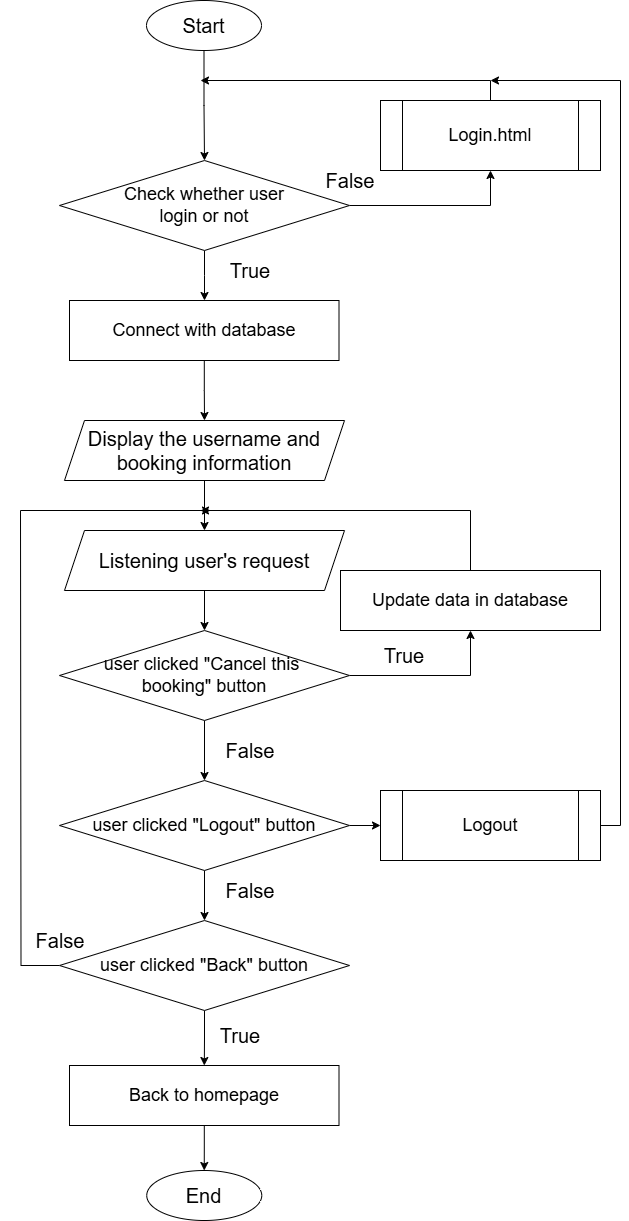 Start
Login.html
False
Check whether user
login or not
True
Connect with database
Display the username and
booking information
Listening user's request
Update data in database
True
user clicked "Cancel this
booking" button
False
user clicked "Logout" button
Logout
False
False
user clicked "Back" button
True
Back to homepage
End